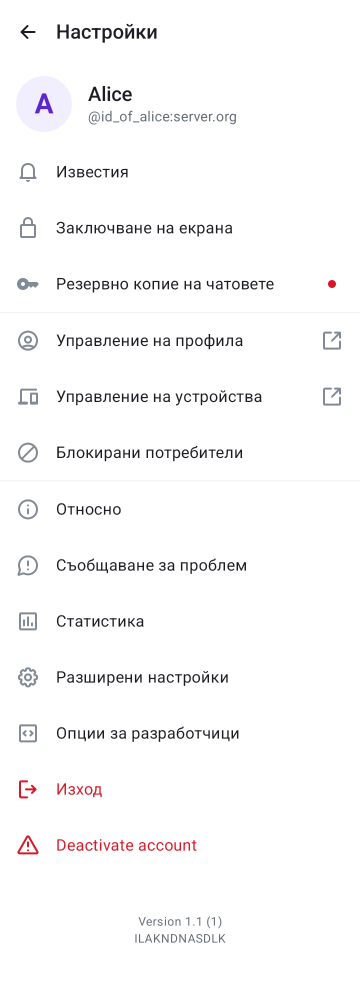 Настройки
A
Alice
@id_of_alice:server.org
Известия
Заключване на екрана
Резервно копие на чатовете
Управление на профила
Управление на устройства
Блокирани потребители
Относно
Съобщаване за проблем
Статистика
Разширени настройки
Опции за разработчици
Изход
Deactivate account
Version 1.1 (1)
ILAKNDNASDLK